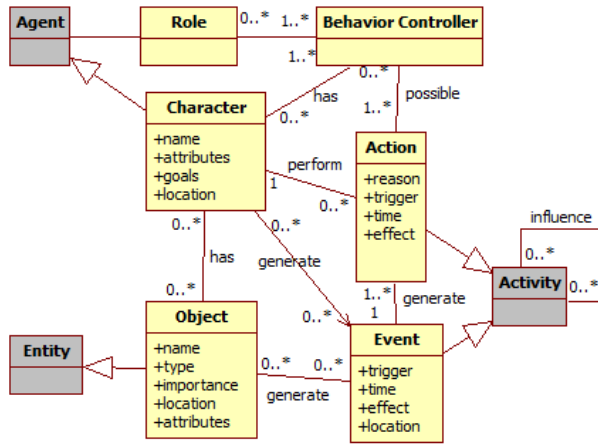 Agent
Role
0..*
1..*
Behavior Controller
1..*
0..*
has
possible
0..*
1..*
Character
+name
+attributes
+goals
+location
perform
1
0..*
Action
+reason
+trigger
+time
+effect
influence
0..*
0..*
Activity
0..*
0..*
has
generate
0..*
0..*
1..*
generate
1
Object
+name
+type
+importance
+location
+attributes
Entity
0..*
0..*
generate
Event
+trigger
+time
+effect
+location